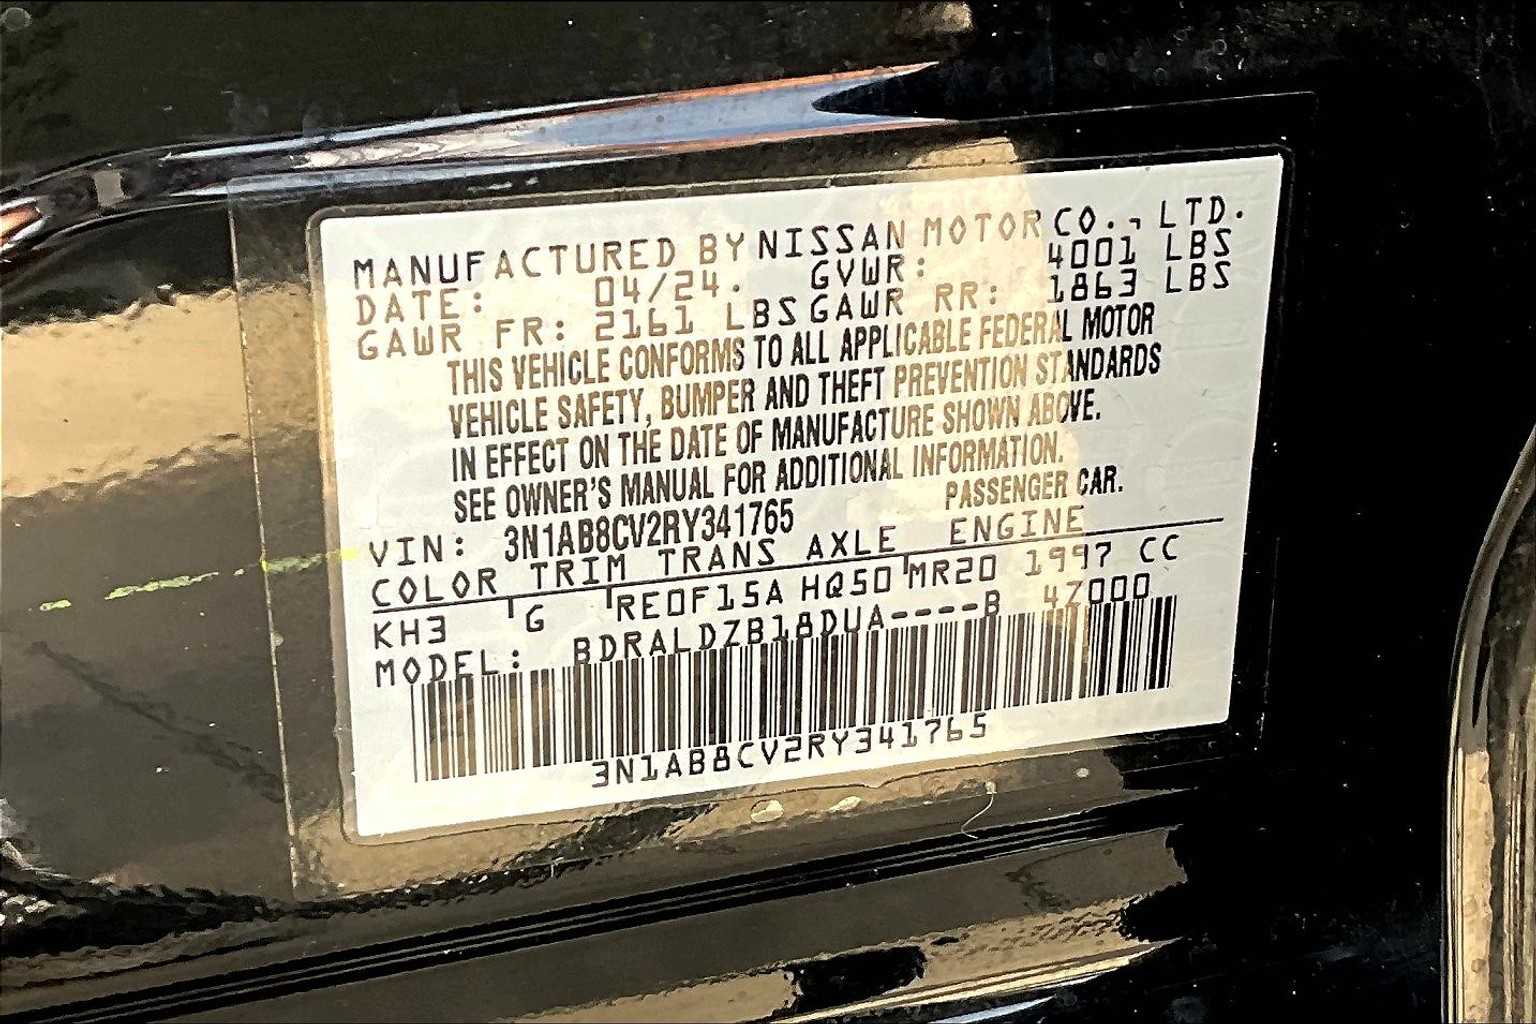 MANUFACTURED BY NISSAN MOTOR CO., LTD.
DATE: 04/24. GVWR: 4001 LBS
GAWR FR: 2161 LBS GAWR RR: 1863 LBS
THIS VEHICLE CONFORMS TO ALL APPLICABLE FEDERAL MOTOR
VEHICLE SAFETY, BUMPER AND THEFT PREVENTION STANDARDS
IN EFFECT ON THE DATE OF MANUFACTURE SHOWN ABOVE.
SEE OWNER'S MANUAL FOR ADDITIONAL INFORMATION.
PASSENGER CAR.
VIN: 3N1AB8CV2RY341765
COLOR TRIM TRANS AXLE ENGINE
KH3 G RE0F15A HQ50 MR20 1997 CC
MODEL: BDRALDZB18DUA----B 47000
3N1AB8CV2RY341765